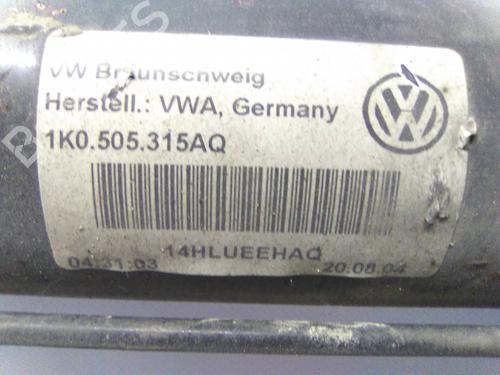 VW Braunschweig
Herstell.: VWA, Germany
1K0.505.315AQ
14HLUEEHAQ
04:31:03 20.08.04